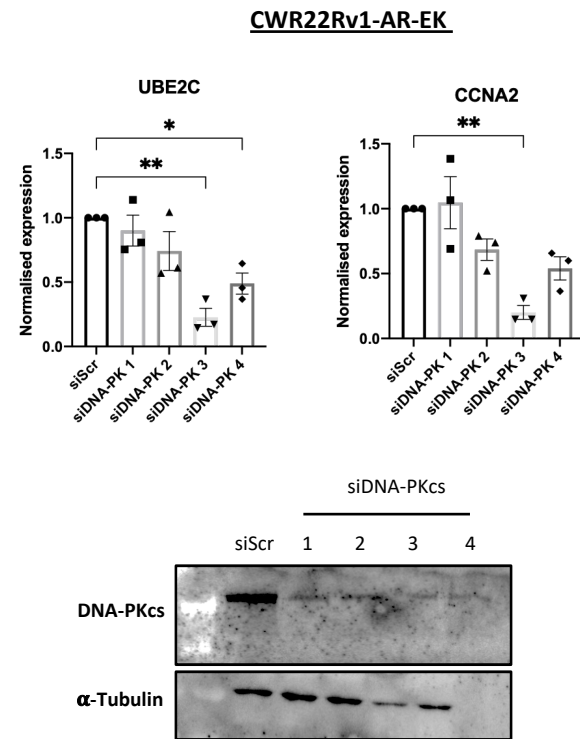 CWR22Rv1-AR-EK
UBE2C
*
**
Normalised expression
1.5
1.0
0.5
0.0
siScr
siDNA-PK 1
siDNA-PK 2
siDNA-PK 3
siDNA-PK 4
CCNA2
**
Normalised expression
1.5
1.0
0.5
0.0
siScr
siDNA-PK 1
siDNA-PK 2
siDNA-PK 3
siDNA-PK 4
siDNA-PKcs
siScr 1 2 3 4
DNA-PKcs
α-Tubulin